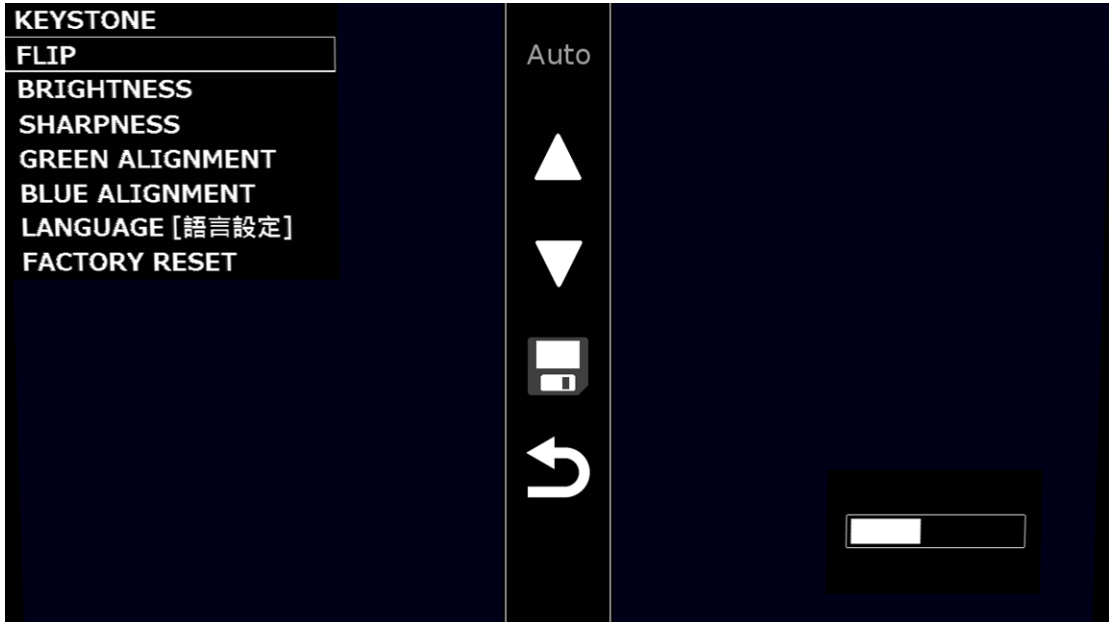 KEYSTONE
FLIP
BRIGHTNESS
SHARPNESS
GREEN ALIGNMENT
BLUE ALIGNMENT
LANGUAGE [語言設定]
FACTORY RESET
Auto